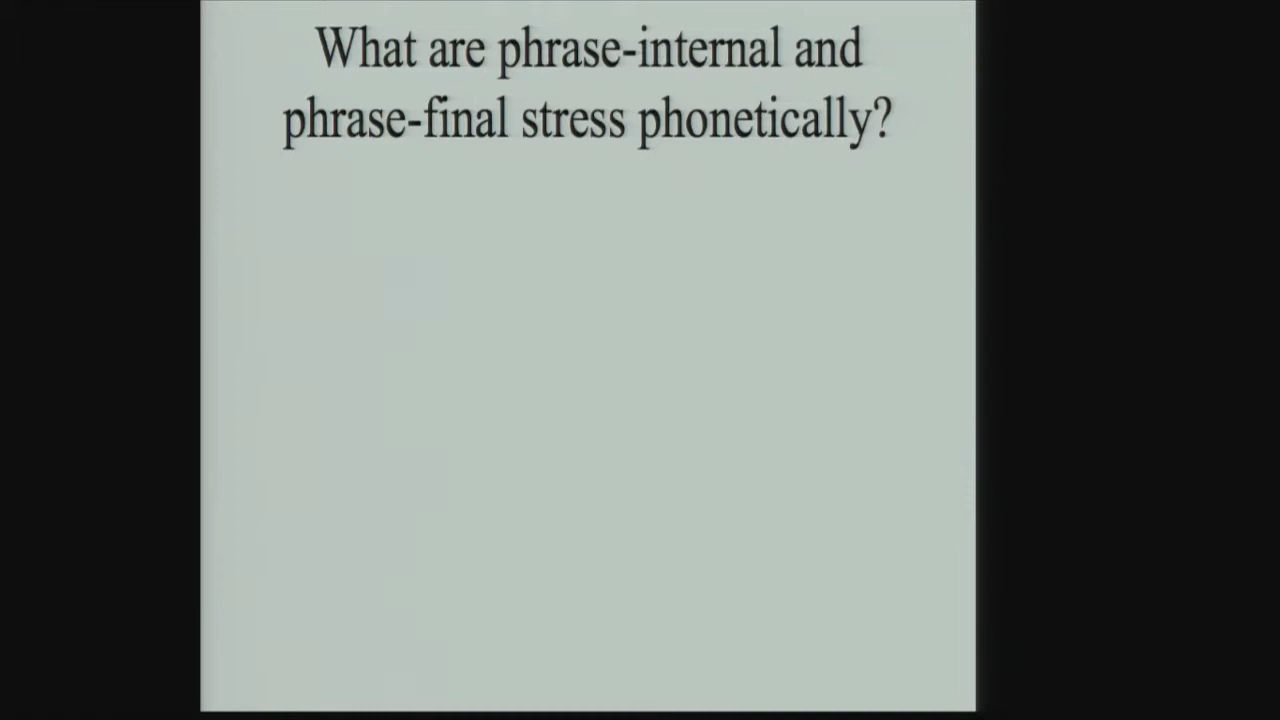 What are phrase-internal and
phrase-final stress phonetically?